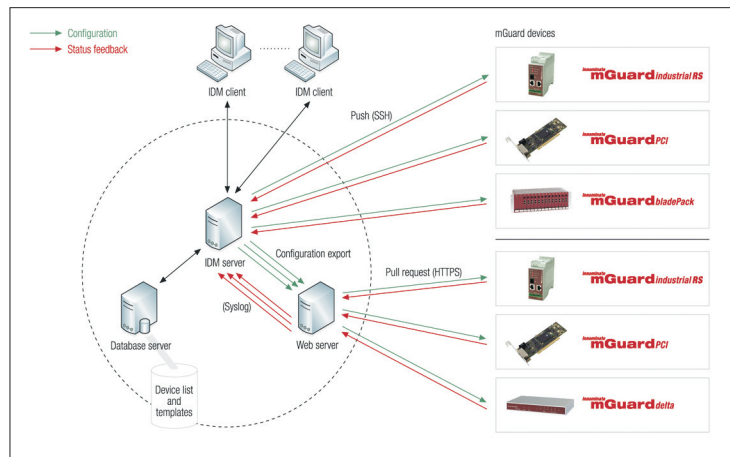 Configuration
Status feedback
IDM client
IDM client
mGuard devices
Push (SSH)
Innominate
mGuard industrial RS
Innominate
mGuard PCI
Innominate
mGuard bladePack
IDM server
Configuration export
Pull request (HTTPS)
(Syslog)
Database server
Web server
Device list
and
templates
Innominate
mGuard industrial RS
Innominate
mGuard PCI
Innominate
mGuard delta